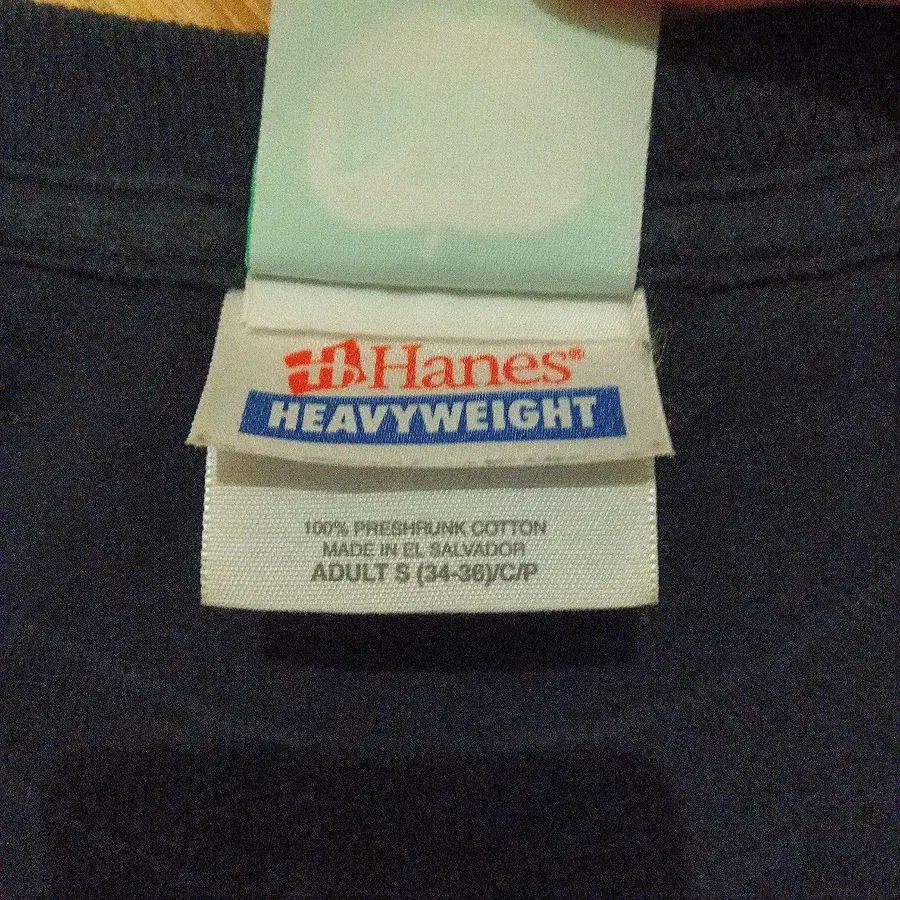 Hanes®
HEAVYWEIGHT
100% PRESHRUNK COTTON
MADE IN EL SALVADOR
ADULT S (34-36)/C/P